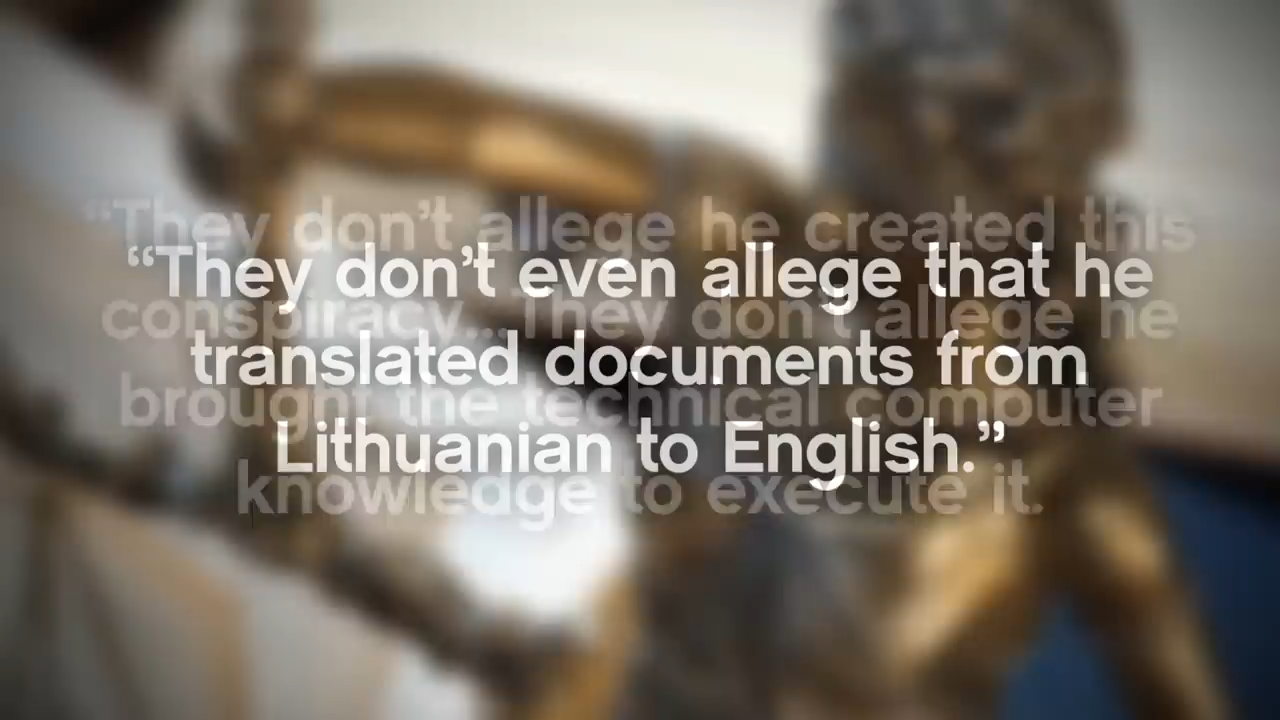 “They don’t allege he created this
conspiracy... They don’t allege he
brought the technical computer
knowledge to execute it.
“They don’t even allege that he
translated documents from
Lithuanian to English.”